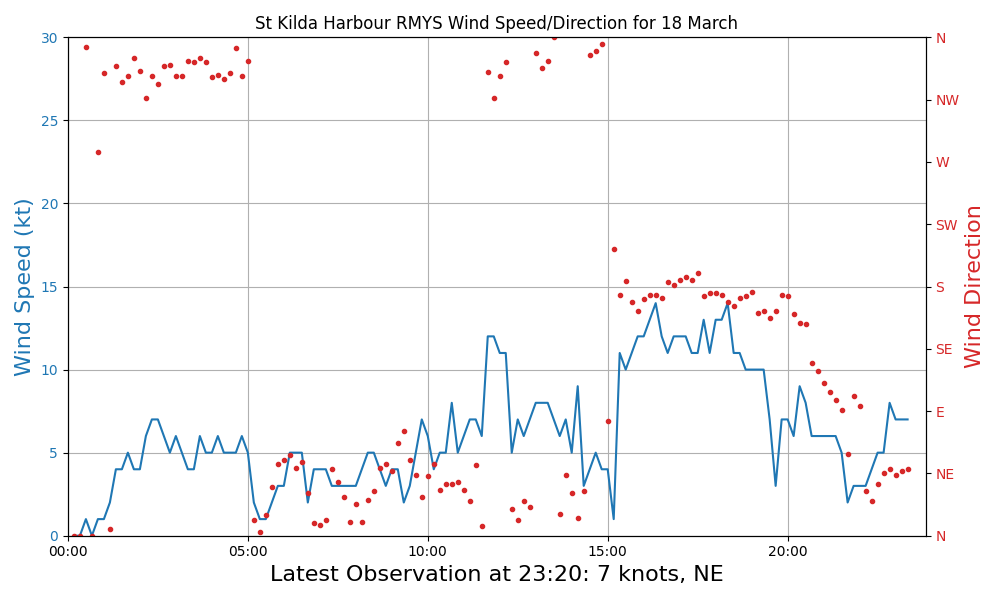 St Kilda Harbour RMYS Wind Speed/Direction for 18 March
Wind Speed (kt)
30
25
20
15
10
5
0
00:00
05:00
10:00
15:00
20:00
N
NW
W
SW
S
SE
E
NE
N
Wind Direction
Latest Observation at 23:20: 7 knots, NE